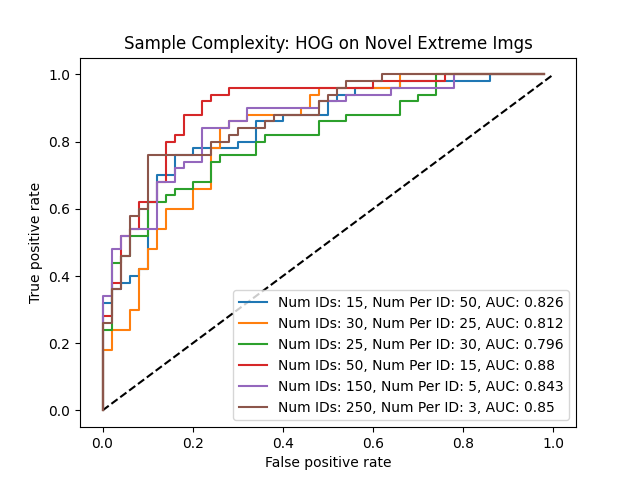 Sample Complexity: HOG on Novel Extreme Imgs
1.0
0.8
0.6
0.4
0.2
0.0
True positive rate
Num IDs: 15, Num Per ID: 50, AUC: 0.826
Num IDs: 30, Num Per ID: 25, AUC: 0.812
Num IDs: 25, Num Per ID: 30, AUC: 0.796
Num IDs: 50, Num Per ID: 15, AUC: 0.88
Num IDs: 150, Num Per ID: 5, AUC: 0.843
Num IDs: 250, Num Per ID: 3, AUC: 0.85
0.0 0.2 0.4 0.6 0.8 1.0
False positive rate